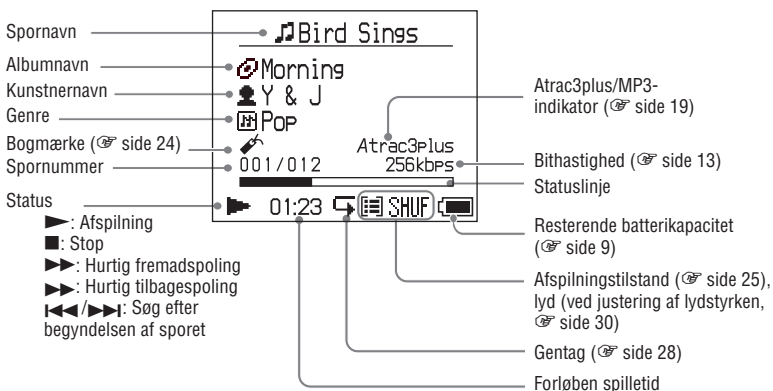 Spornavn
Albumnavn
Kunstnernavn
Genre
Bogmærke (☞ side 24)
Spornummer
Status
►: Afspilning
■: Stop
►►: Hurtig fremadspoling
►►: Hurtig tilbagespoling
|◄◄/►►|: Søg efter
begyndelsen af sporet
Bird Sings
Morning
Y & J
Pop
Atrac3plus
001/012 256kbps
01:23 SHUF
Atrac3plus/MP3-
indikator (☞ side 19)
Bithastighed (☞ side 13)
Statuslinje
Resterende batterikapacitet
(☞ side 9)
Afspilningstilstand (☞ side 25),
lyd (ved justering af lydstyrken,
☞ side 30)
Gentag (☞ side 28)
Forløben spilletid